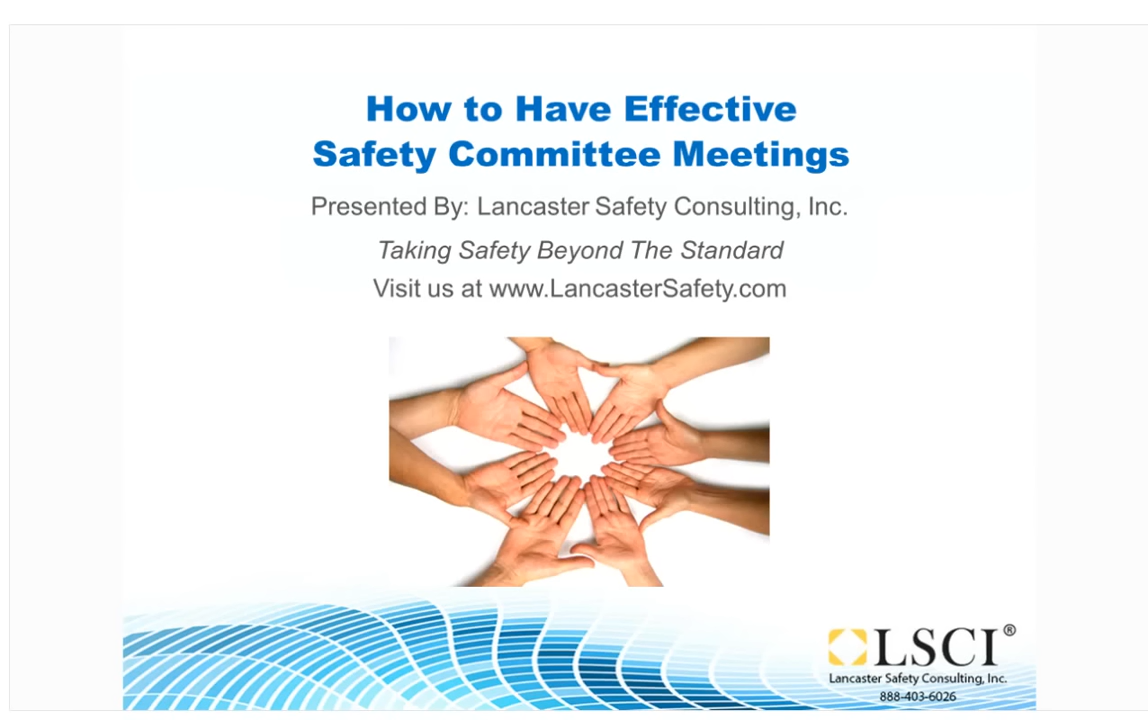 How to Have Effective
Safety Committee Meetings
Presented By: Lancaster Safety Consulting, Inc.
Taking Safety Beyond The Standard
Visit us at www.LancasterSafety.com
LSCI®
Lancaster Safety Consulting, Inc.
888-403-6026